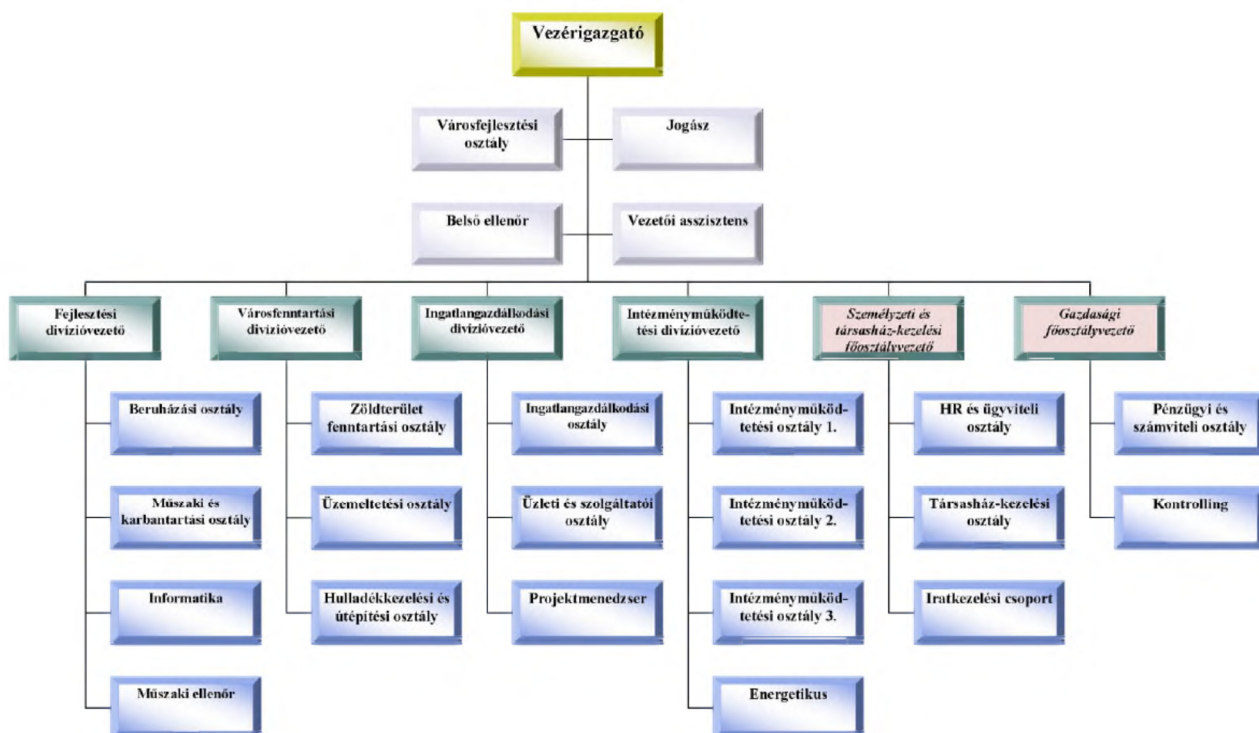 Vezérigazgató
Városfejlesztési
osztály
Jogász
Belső ellenőr
Vezetői asszisztens
Fejlesztési
divízióvezető
Városfenntartási
divízióvezető
Ingatlangazdálkodási
divízióvezető
Intézményműködte-
tési divízióvezető
Személyzeti és
társasház-kezelési
főosztályvezető
Gazdasági
főosztályvezető
Beruházási osztály
Zöldterület
fenntartási osztály
Ingatlangazdálkodási
osztály
Intézményműköd-
tetési osztály 1.
HR és ügyviteli
osztály
Pénzügyi és
számviteli osztály
Műszaki és
karbantartási osztály
Üzemeltetési osztály
Üzleti és szolgáltatói
osztály
Intézményműköd-
tetési osztály 2.
Társasház-kezelési
osztály
Kontrolling
Informatika
Hulladékkezelési és
útépítési osztály
Projektmenedzser
Intézményműköd-
tetési osztály 3.
Iratkezelési csoport
Műszaki ellenőr
Energetikus